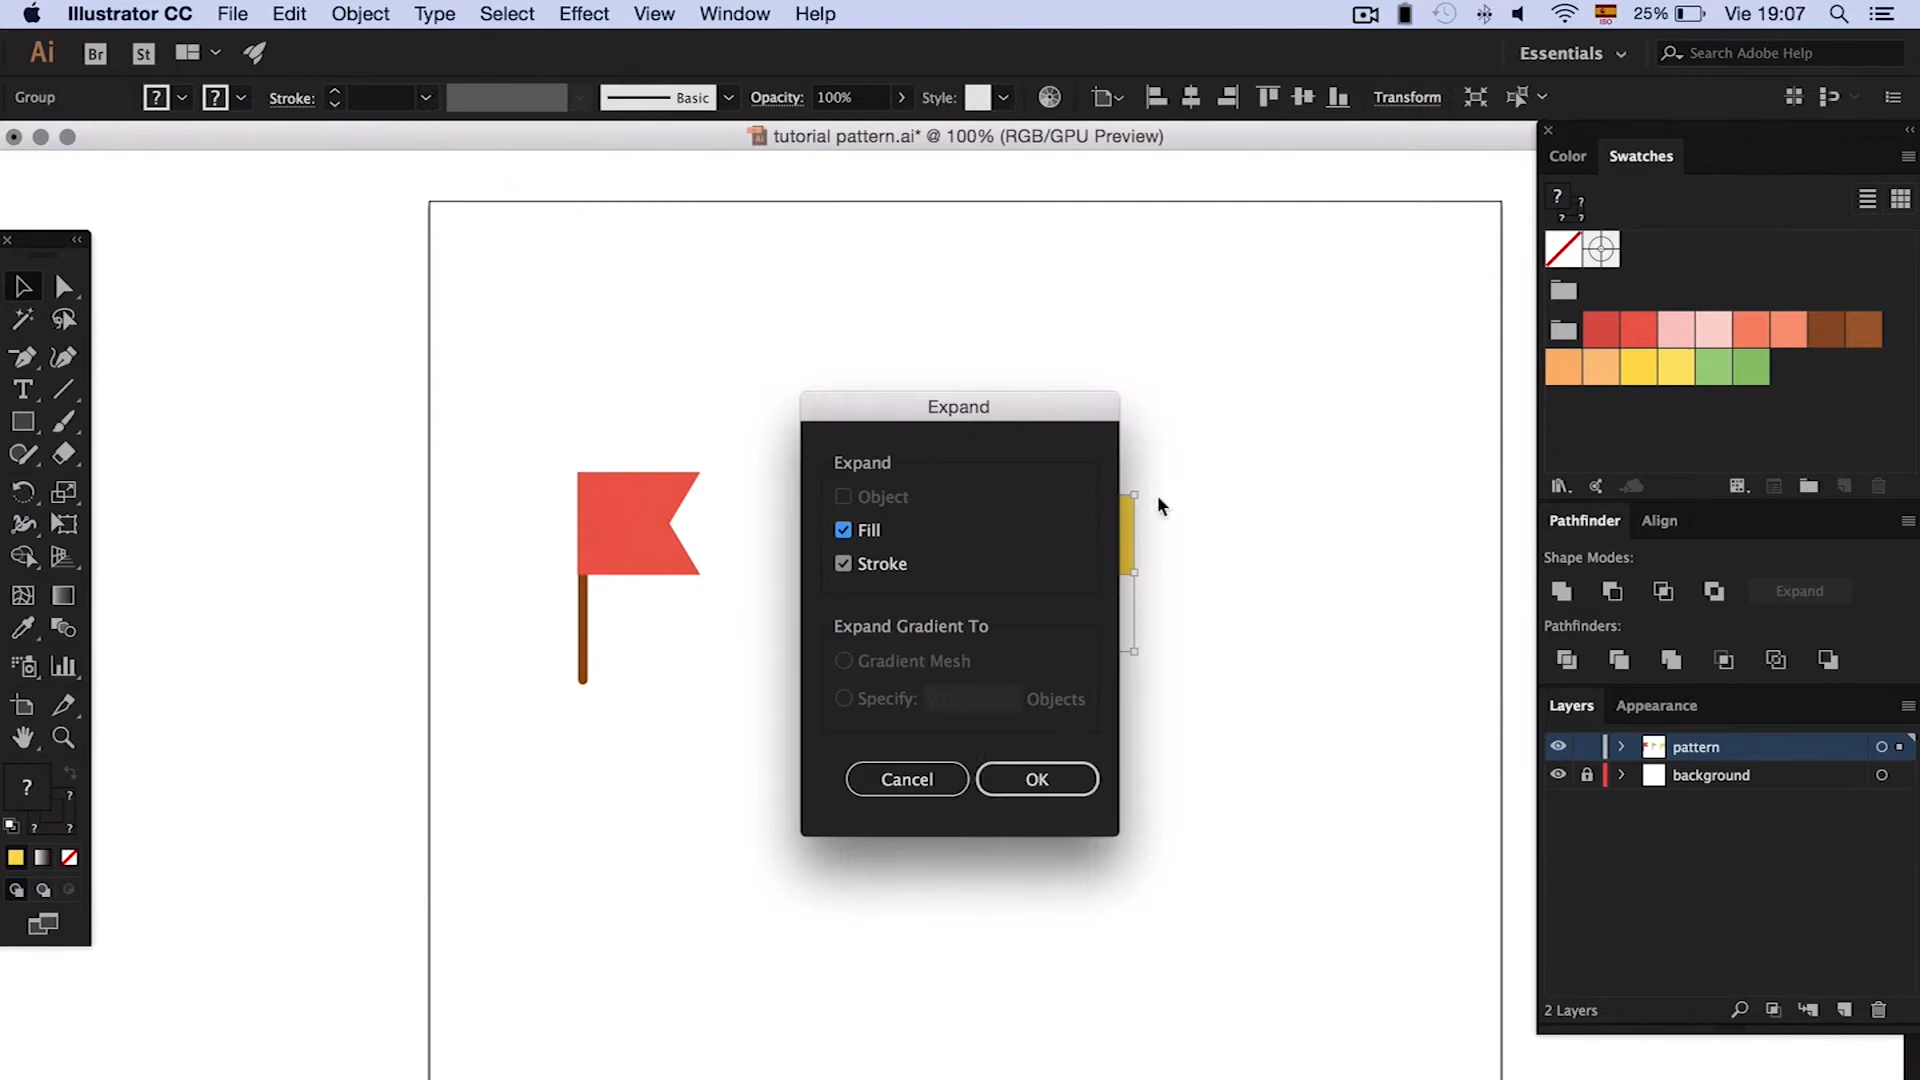 Illustrator CC File Edit Object Type Select Effect View Window Help 25% Vie 19:07
Ai Br St Essentials Search Adobe Help
Group ? ? Stroke: Basic Opacity: 100% Style: Transform
tutorial pattern.ai* @ 100% (RGB/GPU Preview)
Color Swatches
Expand
Expand
Object
Fill
Stroke
Expand Gradient To
Gradient Mesh
Specify: Objects
Cancel OK
Pathfinder Align
Shape Modes:
Expand
Pathfinders:
Layers Appearance
pattern
background
2 Layers